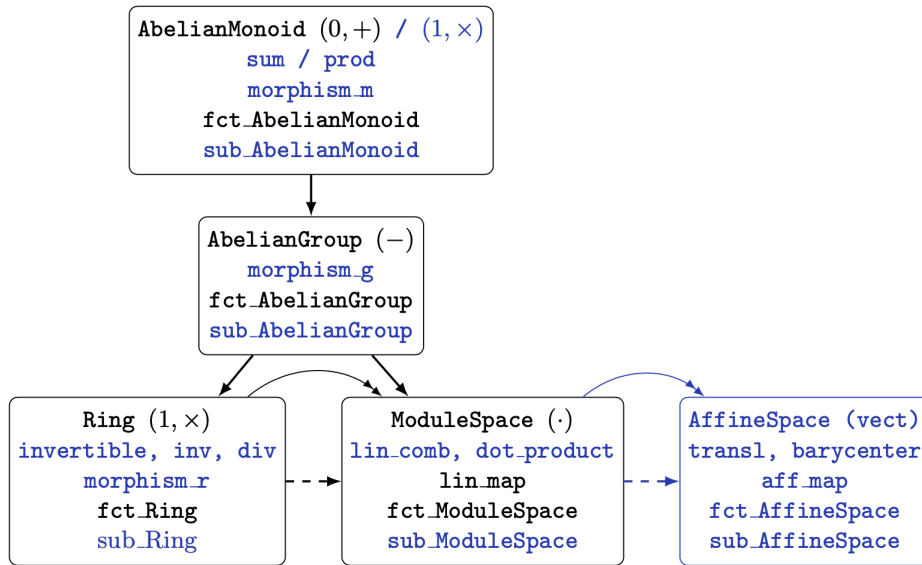 AbelianMonoid (0, +) / (1, ×)
sum / prod
morphism_m
fct_AbelianMonoid
sub_AbelianMonoid
AbelianGroup (−)
morphism_g
fct_AbelianGroup
sub_AbelianGroup
Ring (1, ×)
invertible, inv, div
morphism_r
fct_Ring
sub_Ring
ModuleSpace (·)
lin_comb, dot_product
lin_map
fct_ModuleSpace
sub_ModuleSpace
AffineSpace (vect)
transl, barycenter
aff_map
fct_AffineSpace
sub_AffineSpace